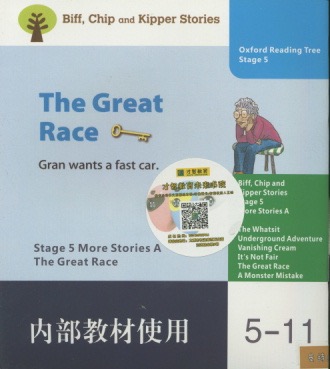 Biff, Chip and Kipper Stories
Oxford Reading Tree
Stage 5
The Great
Race
Gran wants a fast car.
Biff, Chip and
Kipper Stories
Stage 5
More Stories A
The Whatsit
Underground Adventure
Vanishing Cream
It's Not Fair
The Great Race
A Monster Mistake
Stage 5 More Stories A
The Great Race
内部教材使用
5-11